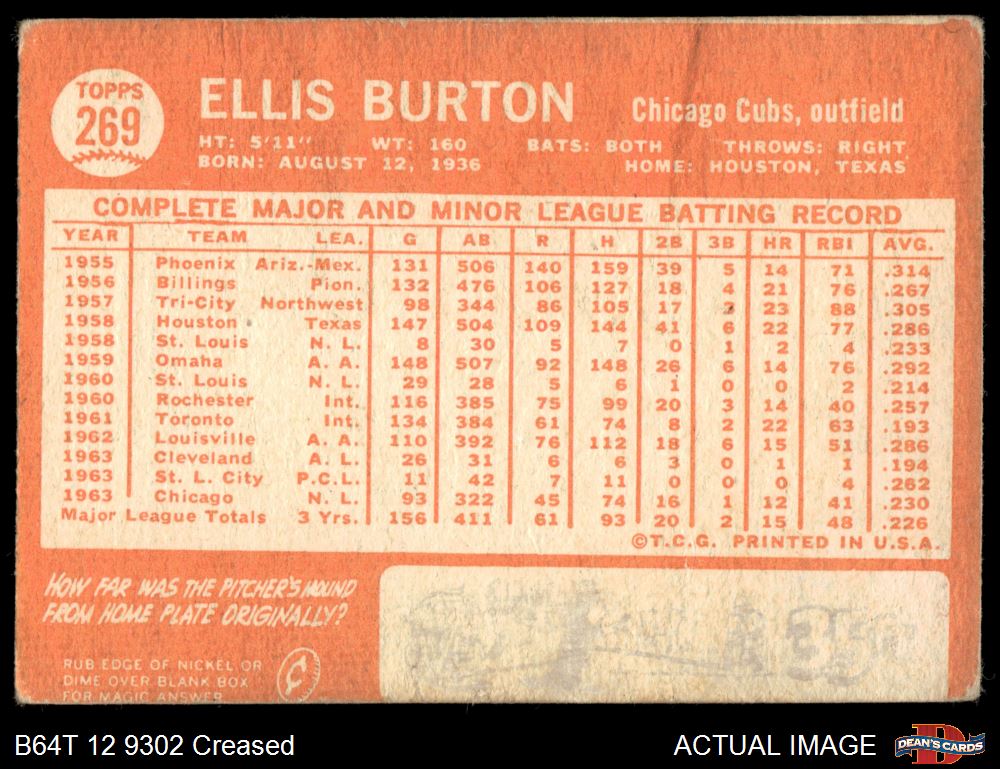 TOPPS
269
ELLIS BURTON Chicago Cubs, outfield
HT: 5'11" WT: 160 BATS: BOTH THROWS: RIGHT
BORN: AUGUST 12, 1936 HOME: HOUSTON, TEXAS
COMPLETE MAJOR AND MINOR LEAGUE BATTING RECORD
YEAR TEAM LEA. G AB R H 2B 3B HR RBI AVG.
1955 Phoenix Ariz.-Mex. 131 506 140 159 39 5 14 71 .314
1956 Billings Pion. 132 476 106 127 18 4 21 76 .267
1957 Tri-City Northwest 98 344 86 105 17 23 88 .305
1958 Houston Texas 147 504 109 144 41 6 22 77 .286
1958 St. Louis N. L. 8 30 5 7 0 1 2 4 .233
1959 Omaha A. A. 148 507 92 148 26 6 14 76 .292
1960 St. Louis N. L. 29 28 5 6 1 0 0 2 .214
1960 Rochester Int. 116 385 75 99 20 3 14 40 .257
1961 Toronto Int. 134 384 61 74 8 2 22 63 .193
1962 Louisville A. A. 110 392 76 112 18 6 15 51 .286
1963 Cleveland A. L. 26 31 6 6 3 0 1 1 .194
1963 St. L. City P.C.L. 11 42 7 11 0 0 0 4 .262
1963 Chicago N. L. 93 322 45 74 16 1 12 41 .230
Major League Totals 3 Yrs. 156 411 61 93 20 2 15 48 .226
©T.C.G. PRINTED IN U.S.A.
HOW FAR WAS THE PITCHER'S MOUND
FROM HOME PLATE ORIGINALLY?
RUB EDGE OF NICKEL OR
DIME OVER BLANK BOX
FOR MAGIC ANSWER
35
B64T 12 9302 Creased ACTUAL IMAGE DEAN'S CARDS